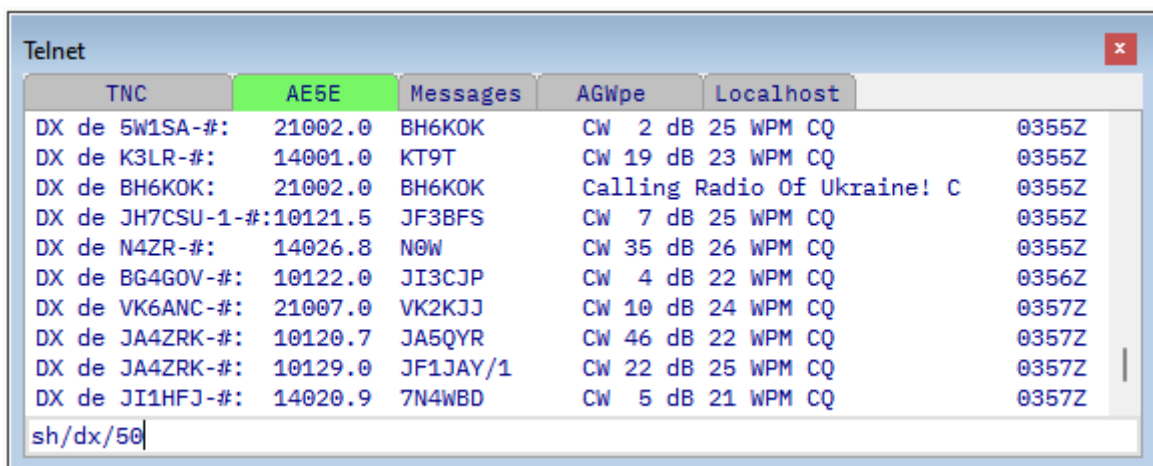 Telnet x
TNC AE5E Messages AGWpe Localhost
DX de 5W1SA-#: 21002.0 BH6KOK CW 2 dB 25 WPM CQ 0355Z
DX de K3LR-#: 14001.0 KT9T CW 19 dB 23 WPM CQ 0355Z
DX de BH6KOK: 21002.0 BH6KOK Calling Radio Of Ukraine! C 0355Z
DX de JH7CSU-1-#:10121.5 JF3BFS CW 7 dB 25 WPM CQ 0355Z
DX de N4ZR-#: 14026.8 N0W CW 35 dB 26 WPM CQ 0355Z
DX de BG4GOV-#: 10122.0 JI3CJP CW 4 dB 22 WPM CQ 0356Z
DX de VK6ANC-#: 21007.0 VK2KJJ CW 10 dB 24 WPM CQ 0357Z
DX de JA4ZRK-#: 10120.7 JA5QYR CW 46 dB 22 WPM CQ 0357Z
DX de JA4ZRK-#: 10129.0 JF1JAY/1 CW 22 dB 25 WPM CQ 0357Z
DX de JI1HFJ-#: 14020.9 7N4WBD CW 5 dB 21 WPM CQ 0357Z
sh/dx/50